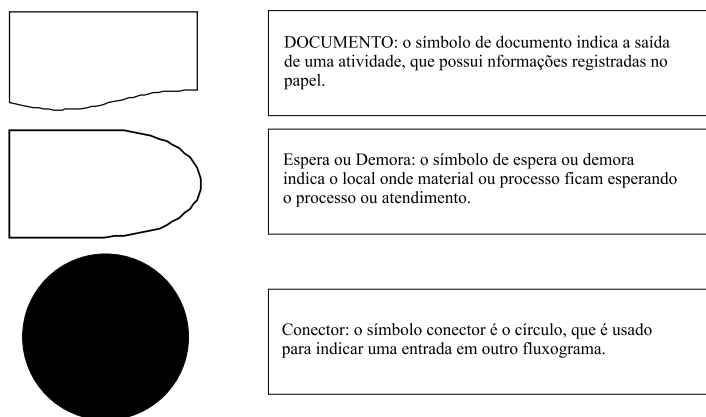 DOCUMENTO: o símbolo de documento indica a saída
de uma atividade, que possui nformações registradas no
papel.
Espera ou Demora: o símbolo de espera ou demora
indica o local onde material ou processo ficam esperando
o processo ou atendimento.
Conector: o símbolo conector é o círculo, que é usado
para indicar uma entrada em outro fluxograma.